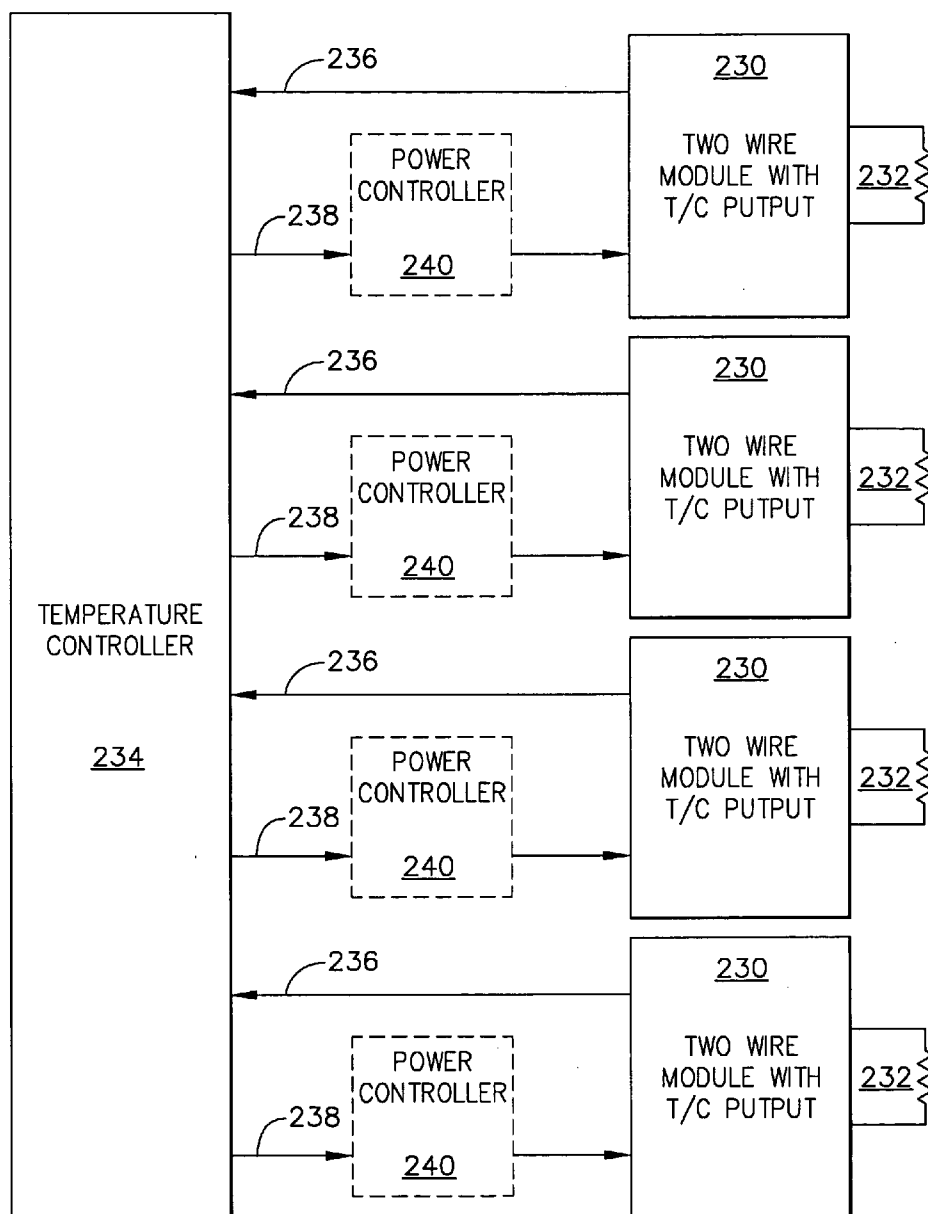 TEMPERATURE
CONTROLLER
234
236
POWER
CONTROLLER
240
238
230
TWO WIRE
MODULE WITH
T/C PUTPUT
232
236
POWER
CONTROLLER
240
238
230
TWO WIRE
MODULE WITH
T/C PUTPUT
232
236
POWER
CONTROLLER
240
238
230
TWO WIRE
MODULE WITH
T/C PUTPUT
232
236
POWER
CONTROLLER
240
238
230
TWO WIRE
MODULE WITH
T/C PUTPUT
232